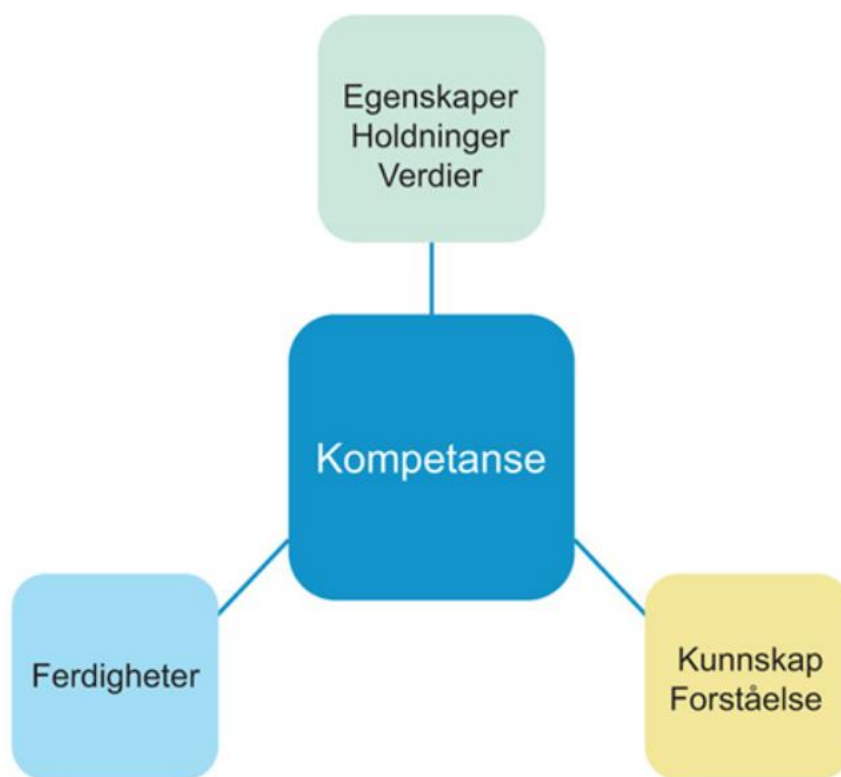 Egenskaper
Holdninger
Verdier
Kompetanse
Ferdigheter
Kunnskap
Forståelse